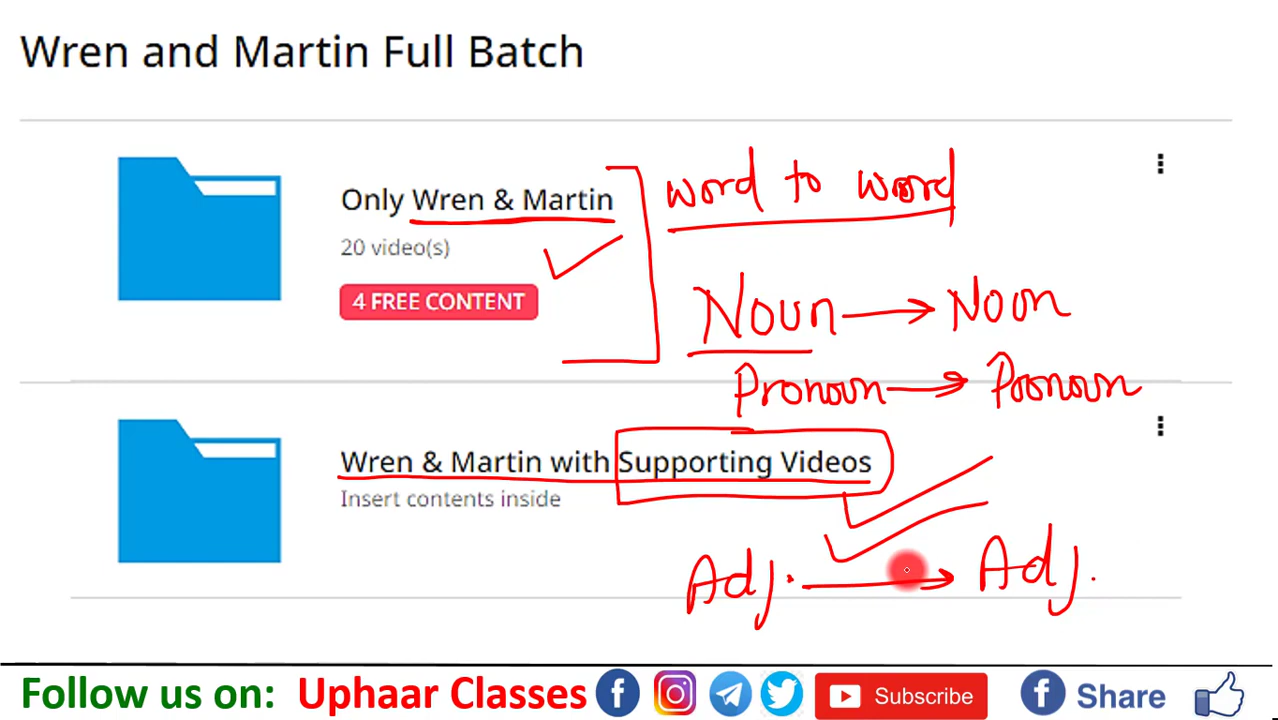 Wren and Martin Full Batch
Only Wren & Martin
word to word
20 video(s)
4 FREE CONTENT
Noun → Noon
Pronoun → Poonoun
Wren & Martin with Supporting Videos
Insert contents inside
Adj. → Adj.
Follow us on: Uphaar Classes Subscribe Share